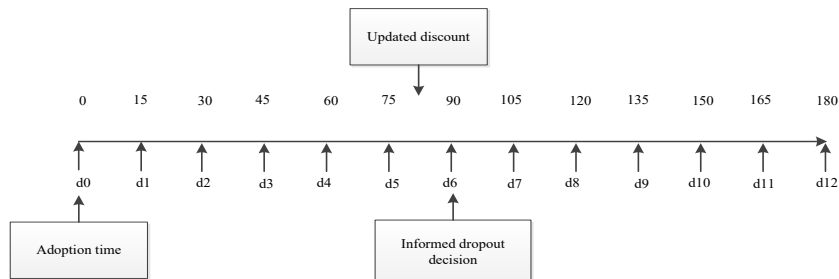 Updated discount
0 15 30 45 60 75 90 105 120 135 150 165 180
d0 d1 d2 d3 d4 d5 d6 d7 d8 d9 d10 d11 d12
Adoption time
Informed dropout
decision